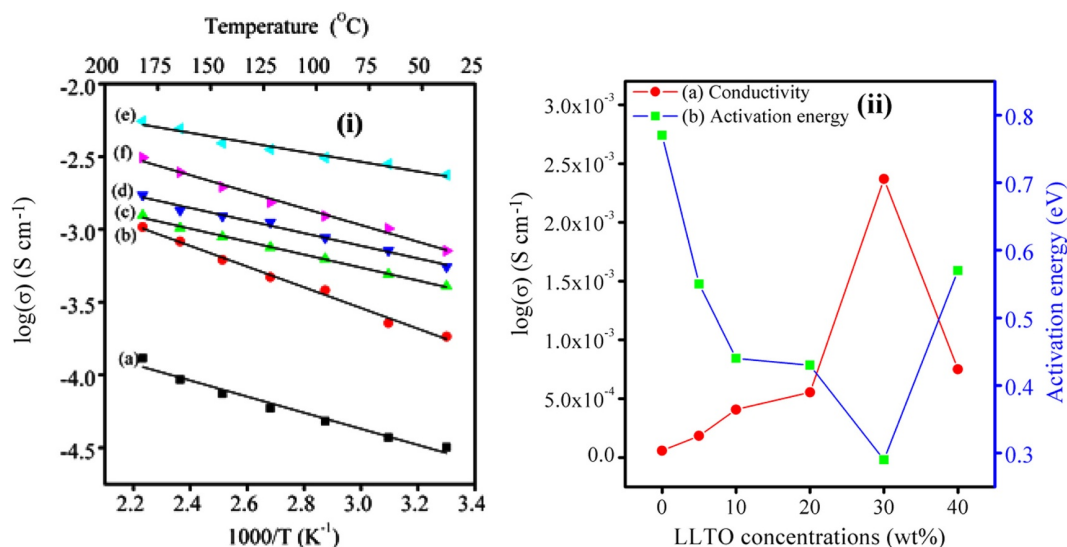 Temperature (°C)
200 175 150 125 100 75 50 25
-2.0
-2.5
-3.0
-3.5
-4.0
-4.5
log(σ) (S cm⁻¹)
(i)
(e)
(f)
(d)
(c)
(b)
(a)
2.2 2.4 2.6 2.8 3.0 3.2 3.4
1000/T (K⁻¹)
(a) Conductivity
(b) Activation energy
(ii)
3.0x10⁻³
2.5x10⁻³
2.0x10⁻³
1.5x10⁻³
1.0x10⁻³
5.0x10⁻⁴
0.0
log(σ) (S cm⁻¹)
0.8
0.7
0.6
0.5
0.4
0.3
Activation energy (eV)
0 10 20 30 40
LLTO concentrations (wt%)